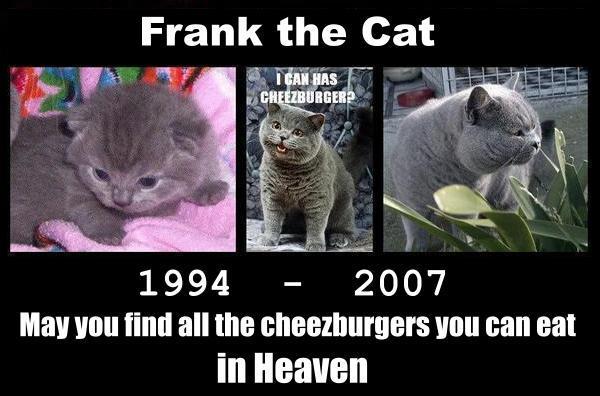 Frank the Cat
I CAN HAS
CHEEZBURGER?
1994 - 2007
May you find all the cheezburgers you can eat
in Heaven